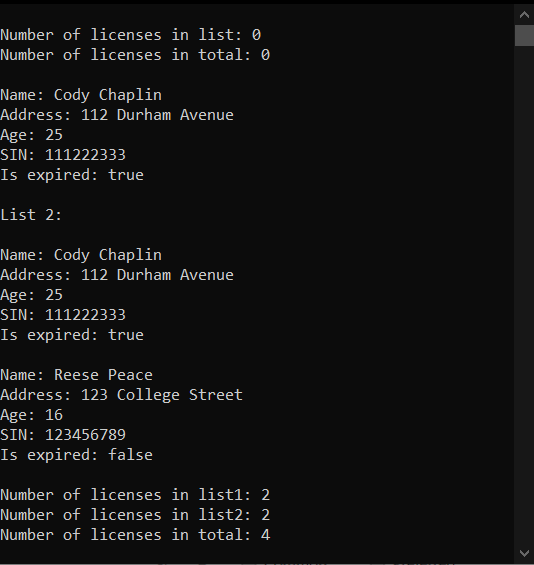 Number of licenses in list: 0
Number of licenses in total: 0
Name: Cody Chaplin
Address: 112 Durham Avenue
Age: 25
SIN: 111222333
Is expired: true
List 2:
Name: Cody Chaplin
Address: 112 Durham Avenue
Age: 25
SIN: 111222333
Is expired: true
Name: Reese Peace
Address: 123 College Street
Age: 16
SIN: 123456789
Is expired: false
Number of licenses in list1: 2
Number of licenses in list2: 2
Number of licenses in total: 4